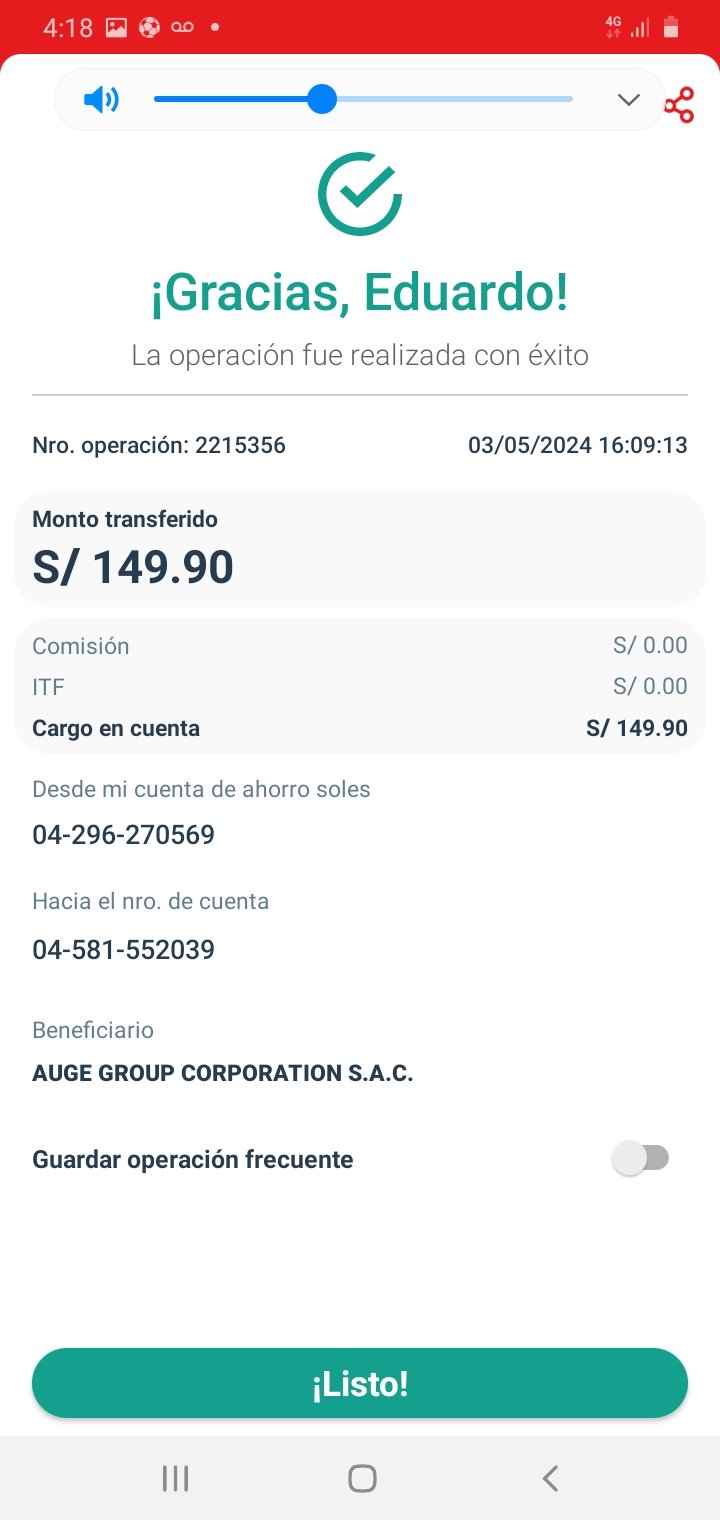 4:18
4G
¡Gracias, Eduardo!
La operación fue realizada con éxito
Nro. operación: 2215356 03/05/2024 16:09:13
Monto transferido
S/ 149.90
Comisión S/ 0.00
ITF S/ 0.00
Cargo en cuenta S/ 149.90
Desde mi cuenta de ahorro soles
04-296-270569
Hacia el nro. de cuenta
04-581-552039
Beneficiario
AUGE GROUP CORPORATION S.A.C.
Guardar operación frecuente
¡Listo!